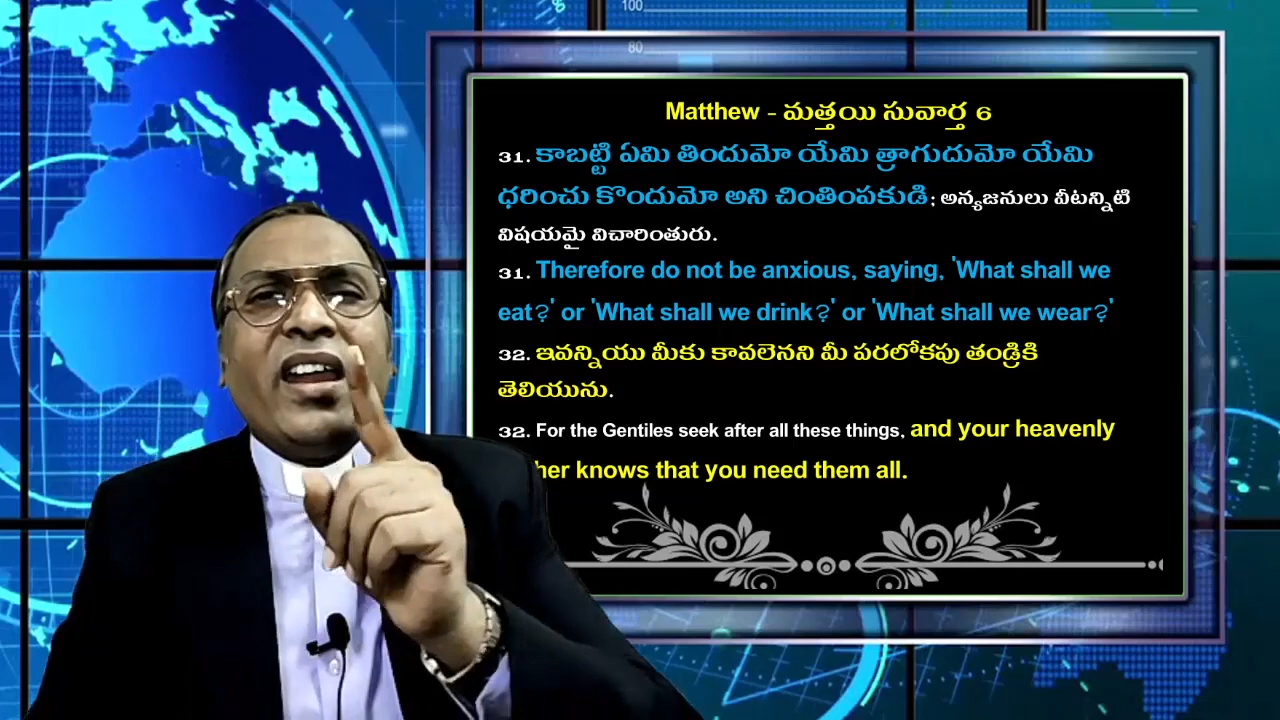 100
80
Matthew - మత్తయి సువార్త 6
31. కాబట్టి ఏమి తిందుమో యేమి త్రాగుదుమో యేమి
ధరించు కొందుమో అని చింతింపకుడి; అన్యజనులు వీటన్నిటి
విషయమై విచారింతురు.
31. Therefore do not be anxious, saying, 'What shall we
eat?' or 'What shall we drink?' or 'What shall we wear?'
32. ఇవన్నియు మీకు కావలెనని మీ పరలోకపు తండ్రికి
తెలియును.
32. For the Gentiles seek after all these things, and your heavenly
her knows that you need them all.